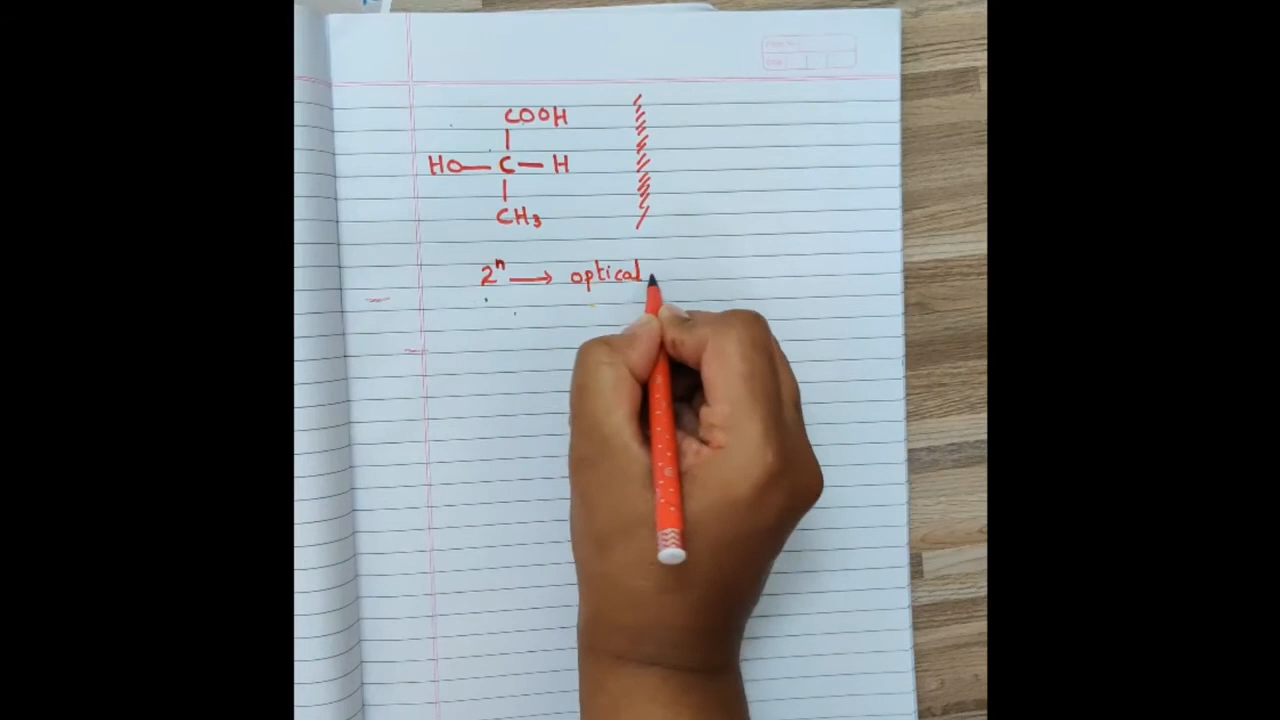 COOH
|
HO—C—H
|
CH₃
2ⁿ → optical